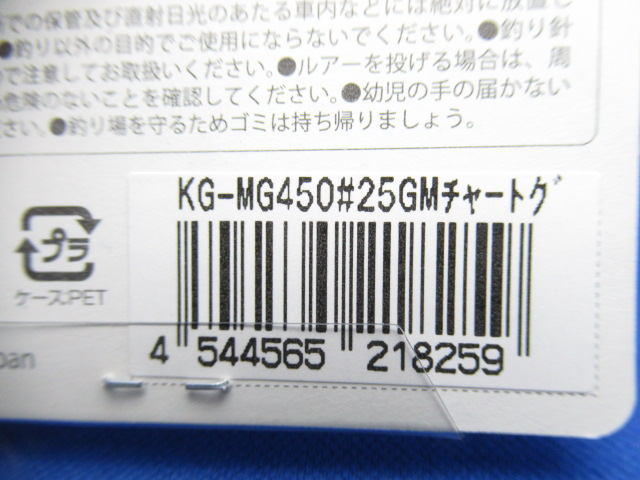 での保管及び直射日光のあたる車内などには絶対に放置し
●釣り以外の目的でご使用にならないでください。●釣り針
で注意してお取扱いください。●ルアーを投げる場合は、周
危険のないことを確認してください。●幼児の手の届かない
さい。●釣り場を守るためゴミは持ち帰りましょう。
KG-MG450#25GMチャートグ
プラ
ケース:PET
pan
4 544565 218259